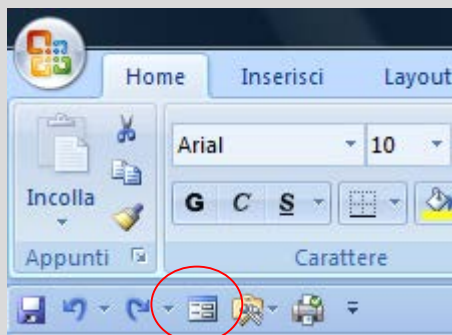 Home Inserisci Layout
Arial 10
Incolla
G C S
Appunti Carattere